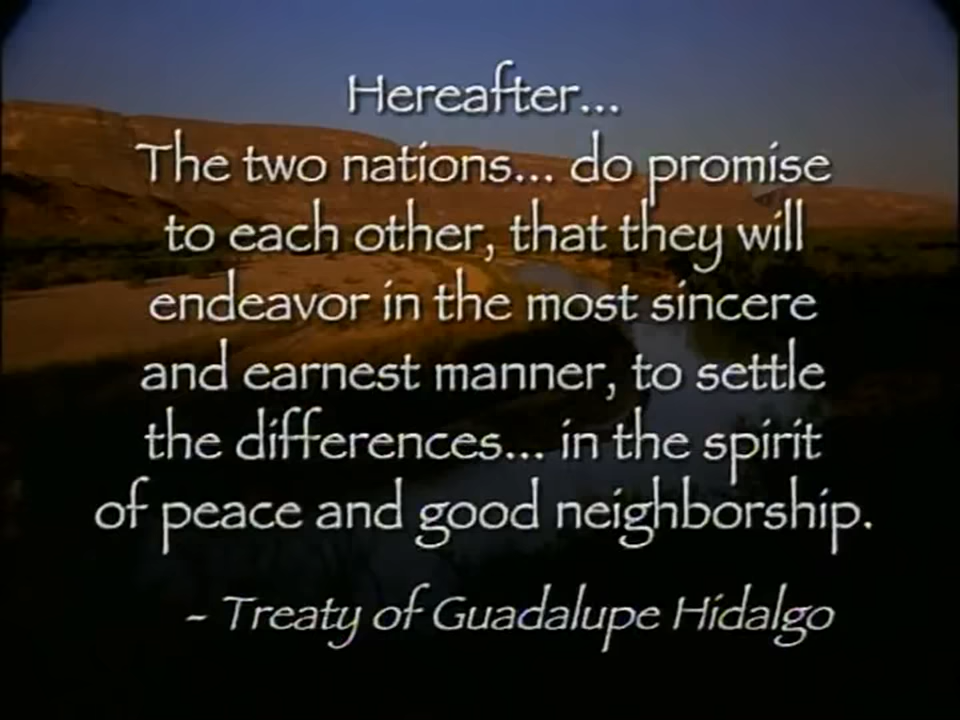 Hereafter...
The two nations... do promise
to each other, that they will
endeavor in the most sincere
and earnest manner, to settle
the differences... in the spirit
of peace and good neighborship.
- Treaty of Guadalupe Hidalgo